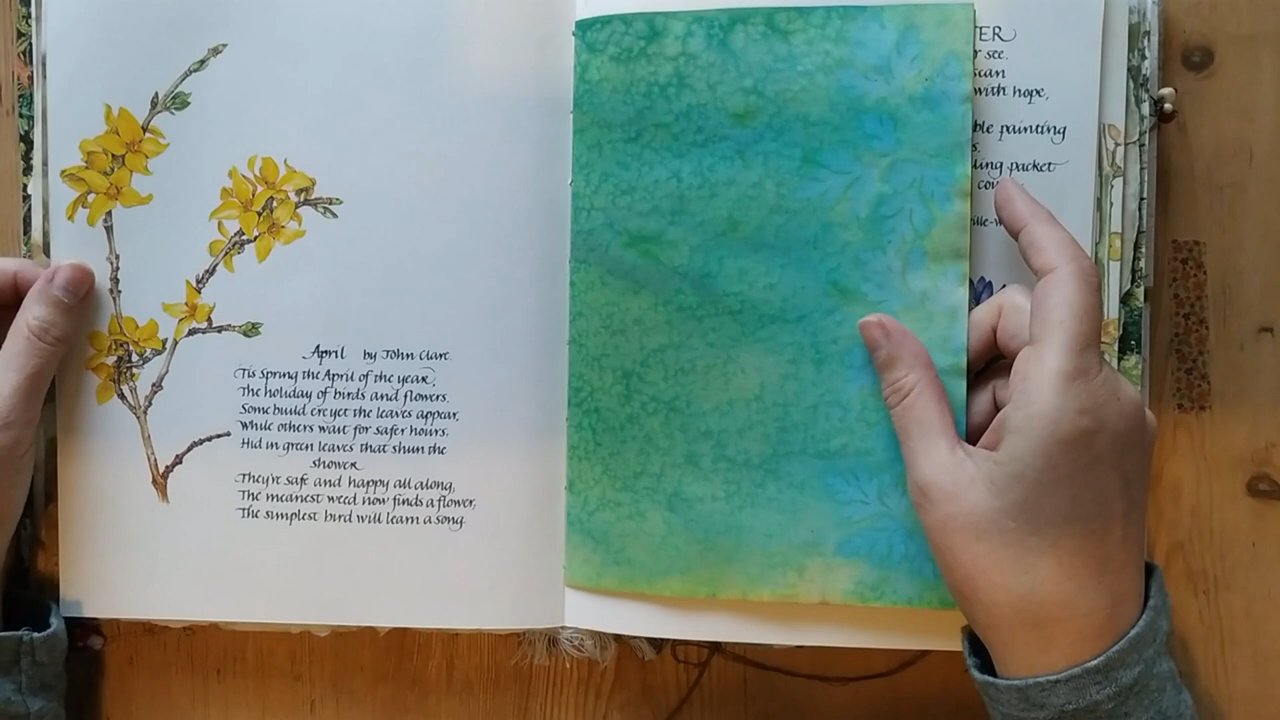 April by John Clare.
Tis Spring the April of the year,
The holiday of birds and flowers.
Some build ere yet the leaves appear,
While others wait for safer hours.
Hid in green leaves that shun the
shower
They're safe and happy all along,
The meanest weed now finds a flower,
The simplest bird will learn a song.
TER
r see.
scan
with hope,
ble painting
s.
ling packet